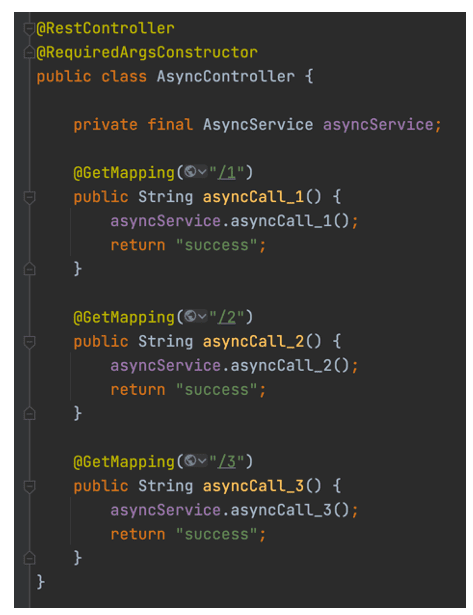 @RestController
@RequiredArgsConstructor
public class AsyncController {
private final AsyncService asyncService;
@GetMapping("/1")
public String asyncCall_1() {
asyncService.asyncCall_1();
return "success";
}
@GetMapping("/2")
public String asyncCall_2() {
asyncService.asyncCall_2();
return "success";
}
@GetMapping("/3")
public String asyncCall_3() {
asyncService.asyncCall_3();
return "success";
}
}